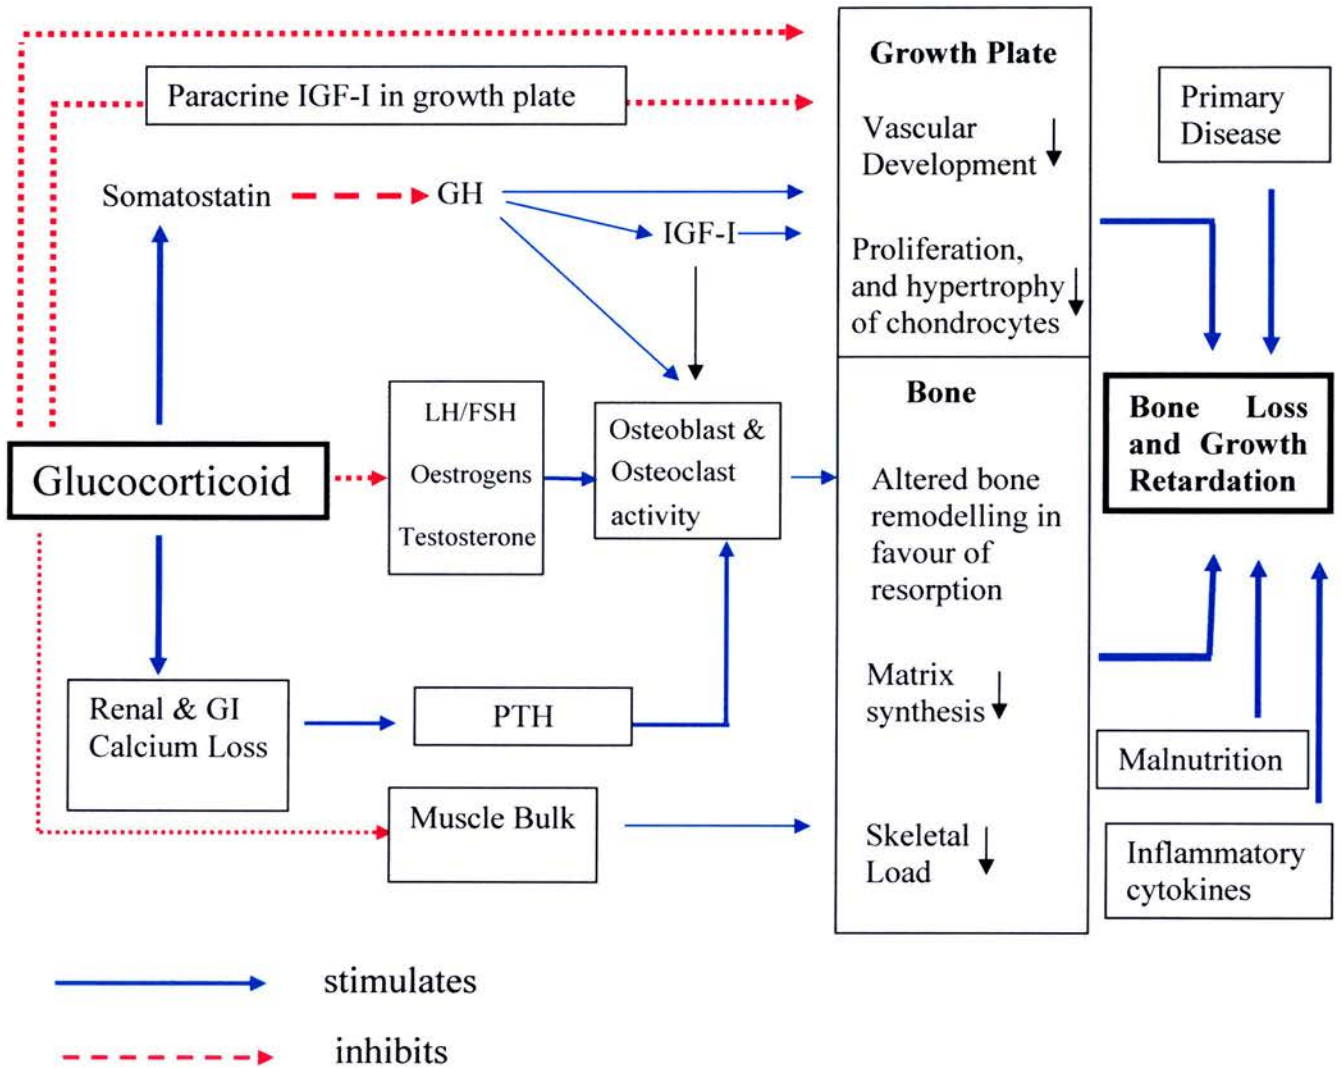 Growth Plate
Paracrine IGF-I in growth plate
Vascular
Development
Primary
Disease
Somatostatin
GH
IGF-I
Proliferation,
and hypertrophy
of chondrocytes
Glucocorticoid
LH/FSH
Oestrogens
Testosterone
Osteoblast &
Osteoclast
activity
Bone
Altered bone
remodelling in
favour of
resorption
Matrix
synthesis
Skeletal
Load
Bone Loss
and Growth
Retardation
Renal & GI
Calcium Loss
PTH
Muscle Bulk
Malnutrition
Inflammatory
cytokines
stimulates
inhibits